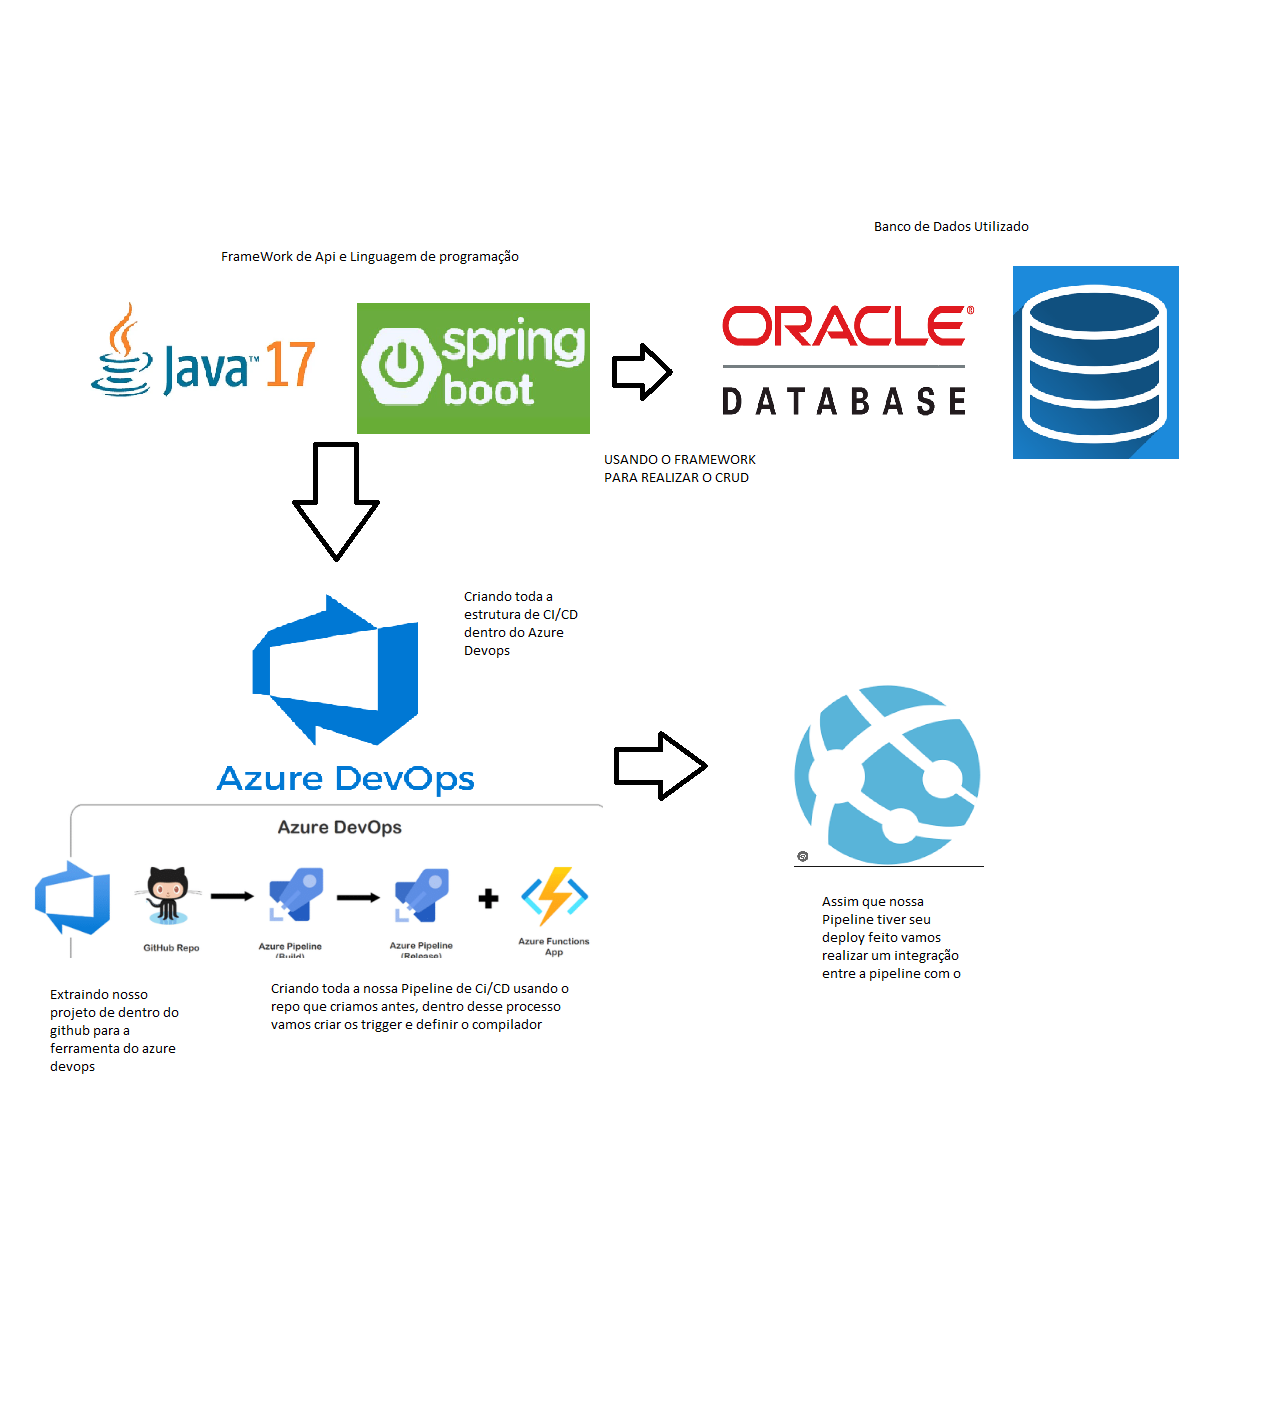 Banco de Dados Utilizado
FrameWork de Api e Linguagem de programação
Java™ 17
spring
boot
ORACLE®
DATABASE
USANDO O FRAMEWORK
PARA REALIZAR O CRUD
Criando toda a
estrutura de CI/CD
dentro do Azure
Devops
Azure DevOps
Azure DevOps
GitHub Repo
Azure Pipeline
(Build)
Azure Pipeline
(Release)
Azure Functions
App
Assim que nossa
Pipeline tiver seu
deploy feito vamos
realizar um integração
entre a pipeline com o
Extraindo nosso
projeto de dentro do
github para a
ferramenta do azure
devops
Criando toda a nossa Pipeline de Ci/CD usando o
repo que criamos antes, dentro desse processo
vamos criar os trigger e definir o compilador